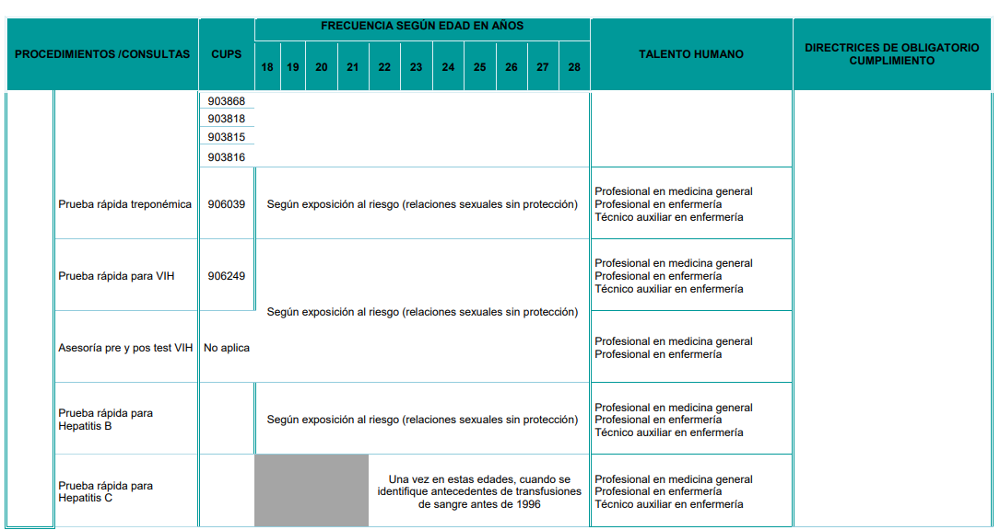 PROCEDIMIENTOS /CONSULTAS
CUPS
FRECUENCIA SEGÚN EDAD EN AÑOS
18 19 20 21 22 23 24 25 26 27 28
TALENTO HUMANO
DIRECTRICES DE OBLIGATORIO
CUMPLIMIENTO
903868
903818
903815
903816
Prueba rápida treponémica
906039
Según exposición al riesgo (relaciones sexuales sin protección)
Profesional en medicina general
Profesional en enfermería
Técnico auxiliar en enfermería
Prueba rápida para VIH
906249
Según exposición al riesgo (relaciones sexuales sin protección)
Profesional en medicina general
Profesional en enfermería
Técnico auxiliar en enfermería
Asesoría pre y pos test VIH
No aplica
Profesional en medicina general
Profesional en enfermería
Prueba rápida para
Hepatitis B
Según exposición al riesgo (relaciones sexuales sin protección)
Profesional en medicina general
Profesional en enfermería
Técnico auxiliar en enfermería
Prueba rápida para
Hepatitis C
Una vez en estas edades, cuando se
identifique antecedentes de transfusiones
de sangre antes de 1996
Profesional en medicina general
Profesional en enfermería
Técnico auxiliar en enfermería